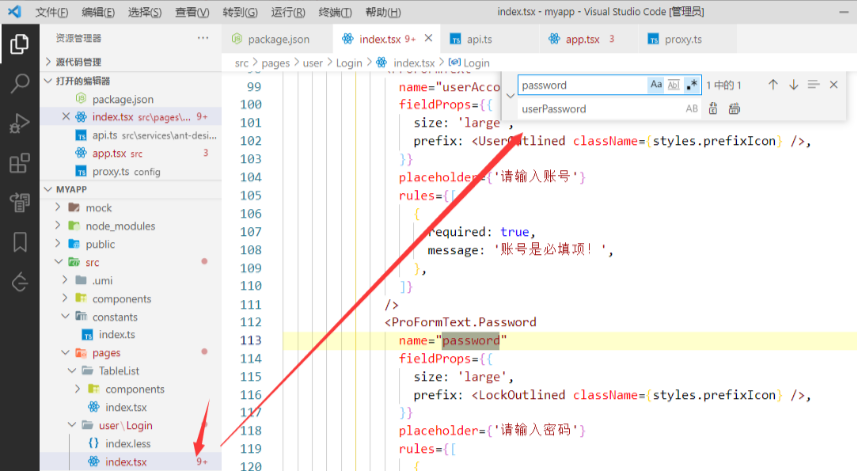 文件(F) 编辑(E) 选择(S) 查看(V) 转到(G) 运行(R) 终端(T) 帮助(H) index.tsx - myapp - Visual Studio Code [管理员]
资源管理器 ···
源代码管理
打开的编辑器
package.json
index.tsx src\pages\... 9+
api.ts src\services\ant-desi...
app.tsx src 3
proxy.ts config
MYAPP
mock
node_modules
public
src
.umi
components
constants
index.ts
pages
TableList
components
index.tsx
user\Login
index.less
index.tsx 9+
package.json index.tsx 9+ api.ts app.tsx 3 proxy.ts
src > pages > user > Login > index.tsx > Login
password Aa Ab .* 1 中的 1
userPassword AB
99 name="userAcco
100 fieldProps={{
101 size: 'large',
102 prefix: <UserOutlined className={styles.prefixIcon} />,
103 }}
104 placeholder={'请输入账号'}
105 rules={[
106 {
107 required: true,
108 message: '账号是必填项！',
109 },
110 ]}
111 />
112 <ProFormText.Password
113 name="password"
114 fieldProps={{
115 size: 'large',
116 prefix: <LockOutlined className={styles.prefixIcon} />,
117 }}
118 placeholder={'请输入密码'}
119 rules={[
120 {